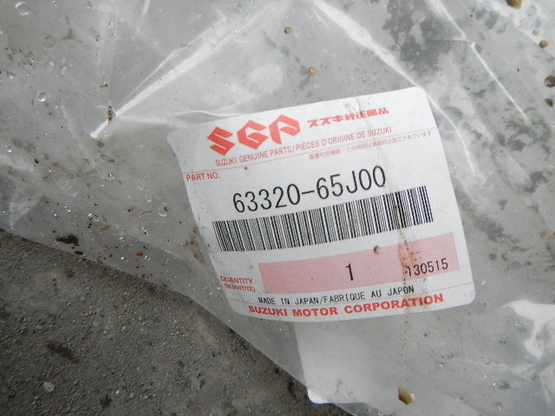 SGP スズキ純正部品
SUZUKI GENUINE PARTS/PIÈCES D'ORIGINE DE SUZUKI
PART NO.
63320-65J00
QUANTITY
(QUANTITÉ)
1 130515
MADE IN JAPAN/FABRIQUE AU JAPON
SUZUKI MOTOR CORPORATION